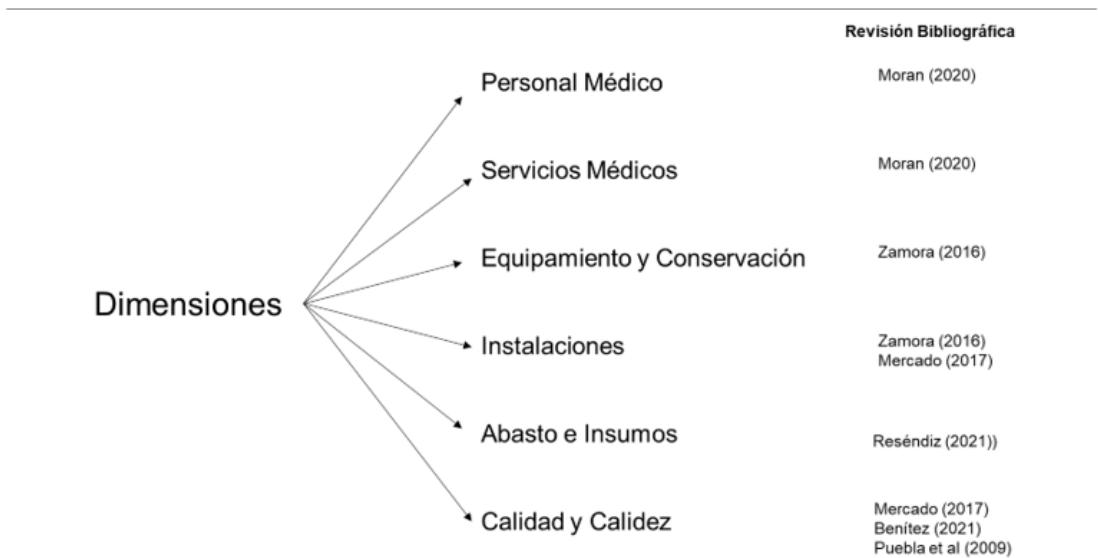 Revisión Bibliográfica
Personal Médico
Moran (2020)
Servicios Médicos
Moran (2020)
Equipamiento y Conservación
Zamora (2016)
Dimensiones
Instalaciones
Zamora (2016)
Mercado (2017)
Abasto e Insumos
Reséndiz (2021))
Calidad y Calidez
Mercado (2017)
Benítez (2021)
Puebla et al (2009)